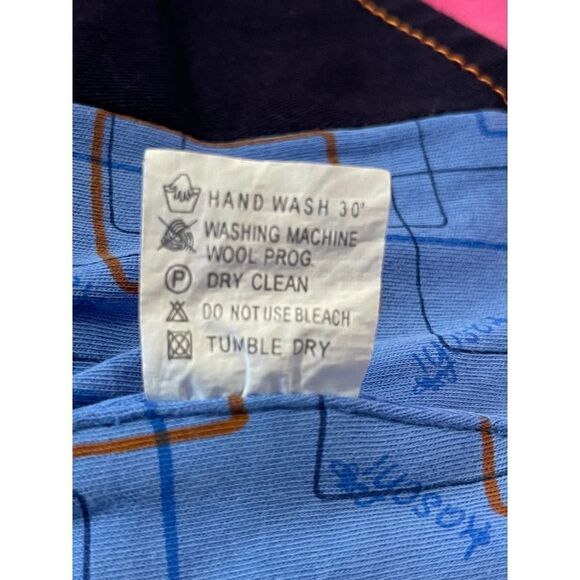 HAND WASH 30°
WASHING MACHINE
WOOL PROG.
P DRY CLEAN
DO NOT USE BLEACH
TUMBLE DRY